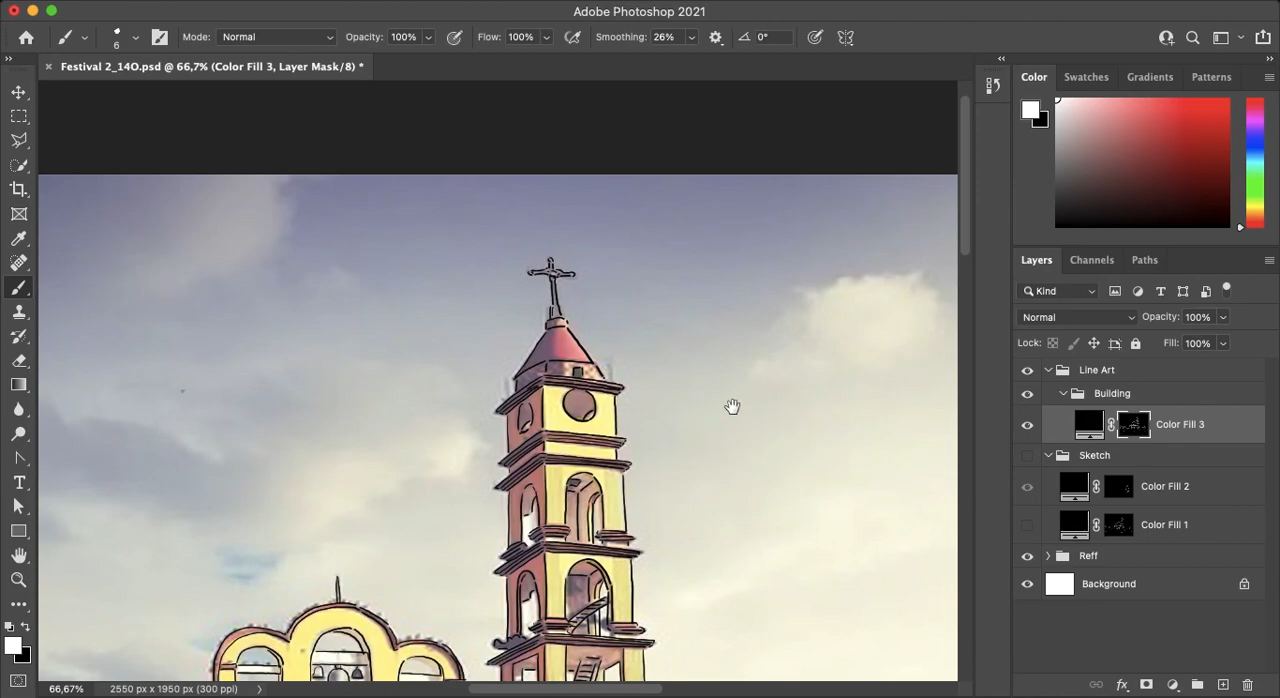 Adobe Photoshop 2021
6 Mode: Normal Opacity: 100% Flow: 100% Smoothing: 26% 0°
Festival 2_14O.psd @ 66,7% (Color Fill 3, Layer Mask/8) *
Color Swatches Gradients Patterns
Layers Channels Paths
Kind
Normal Opacity: 100%
Lock: Fill: 100%
Line Art
Building
Color Fill 3
Sketch
Color Fill 2
Color Fill 1
Reff
Background
66,67% 2550 px x 1950 px (300 ppi)